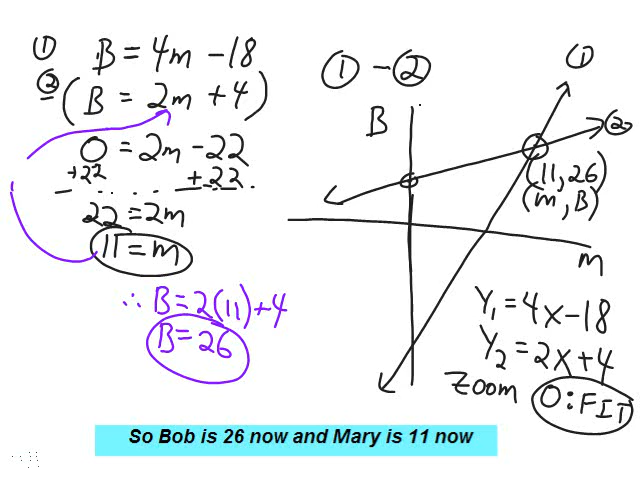 ① B = 4m - 18
② - ( B = 2m + 4 )
0 = 2m - 22
+22 +22
22 = 2m
11 = m
∴ B = 2(11) + 4
B = 26
① - ②
①
B
②
(11, 26)
(m, B)
m
Y₁ = 4x - 18
Y₂ = 2x + 4
Zoom O: FIT
So Bob is 26 now and Mary is 11 now